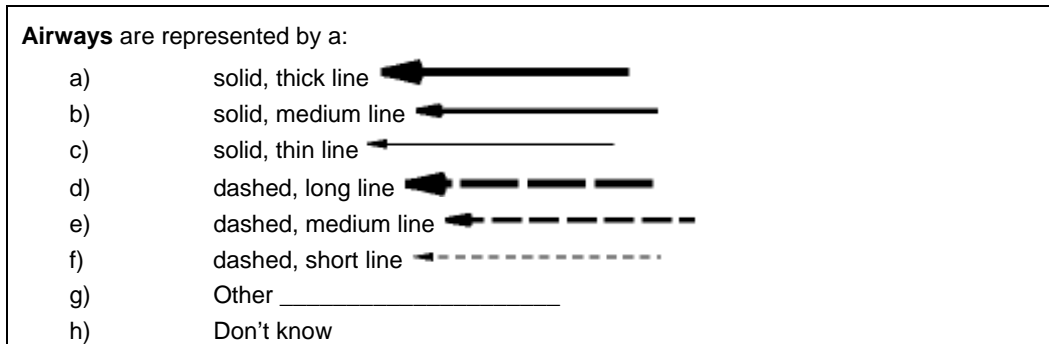 Airways are represented by a:
a) solid, thick line
b) solid, medium line
c) solid, thin line
d) dashed, long line
e) dashed, medium line
f) dashed, short line
g) Other _______________________
h) Don't know